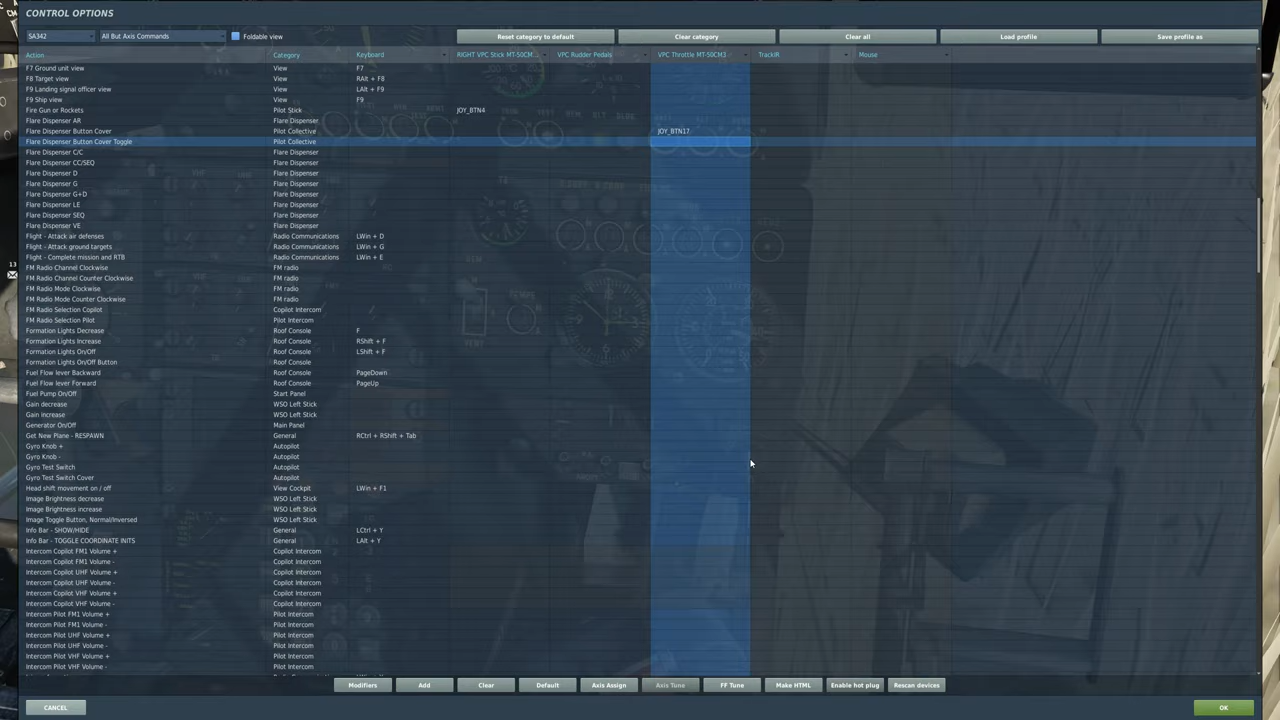 CONTROL OPTIONS
SA342 All But Axis Commands Foldable view Reset category to default Clear category Clear all Load profile Save profile as
Action Category Keyboard RIGHT VPC Stick MT-50CM... VPC Rudder Pedals VPC Throttle MT-50CM3 TrackIR Mouse
F7 Ground unit view View F7
F8 Target view View RAlt + F8
F9 Landing signal officer view View LAlt + F9
F9 Ship view View F9
Fire Gun or Rockets Pilot Stick JOY_BTN4
Flare Dispenser AR Flare Dispenser
Flare Dispenser Button Cover Pilot Collective JOY_BTN17
Flare Dispenser Button Cover Toggle Pilot Collective
Flare Dispenser C/C Flare Dispenser
Flare Dispenser CC/SEQ Flare Dispenser
Flare Dispenser D Flare Dispenser
Flare Dispenser G Flare Dispenser
Flare Dispenser G+D Flare Dispenser
Flare Dispenser LE Flare Dispenser
Flare Dispenser SEQ Flare Dispenser
Flare Dispenser VE Flare Dispenser
Flight - Attack air defenses Radio Communications LWin + D
Flight - Attack ground targets Radio Communications LWin + G
Flight - Complete mission and RTB Radio Communications LWin + E
FM Radio Channel Clockwise FM radio
FM Radio Channel Counter Clockwise FM radio
FM Radio Mode Clockwise FM radio
FM Radio Mode Counter Clockwise FM radio
FM Radio Selection Copilot Copilot Intercom
FM Radio Selection Pilot Pilot Intercom
Formation Lights Decrease Roof Console F
Formation Lights Increase Roof Console RShift + F
Formation Lights On/Off Roof Console LShift + F
Formation Lights On/Off Button Roof Console
Fuel Flow lever Backward Roof Console PageDown
Fuel Flow lever Forward Roof Console PageUp
Fuel Pump On/Off Start Panel
Gain decrease WSO Left Stick
Gain increase WSO Left Stick
Generator On/Off Main Panel
Get New Plane - RESPAWN General RCtrl + RShift + Tab
Gyro Knob + Autopilot
Gyro Knob - Autopilot
Gyro Test Switch Autopilot
Gyro Test Switch Cover Autopilot
Head shift movement on / off View Cockpit LWin + F1
Image Brightness decrease WSO Left Stick
Image Brightness increase WSO Left Stick
Image Toggle Button, Normal/Inversed WSO Left Stick
Info Bar - SHOW/HIDE General LCtrl + Y
Info Bar - TOGGLE COORDINATE INITS General LAlt + Y
Intercom Copilot FM1 Volume + Copilot Intercom
Intercom Copilot FM1 Volume - Copilot Intercom
Intercom Copilot UHF Volume + Copilot Intercom
Intercom Copilot UHF Volume - Copilot Intercom
Intercom Copilot VHF Volume + Copilot Intercom
Intercom Copilot VHF Volume - Copilot Intercom
Intercom Pilot FM1 Volume + Pilot Intercom
Intercom Pilot FM1 Volume - Pilot Intercom
Intercom Pilot UHF Volume + Pilot Intercom
Intercom Pilot UHF Volume - Pilot Intercom
Intercom Pilot VHF Volume + Pilot Intercom
Intercom Pilot VHF Volume - Pilot Intercom
Modifiers Add Clear Default Axis Assign Axis Tune FF Tune Make HTML Enable hot plug Rescan devices
CANCEL OK